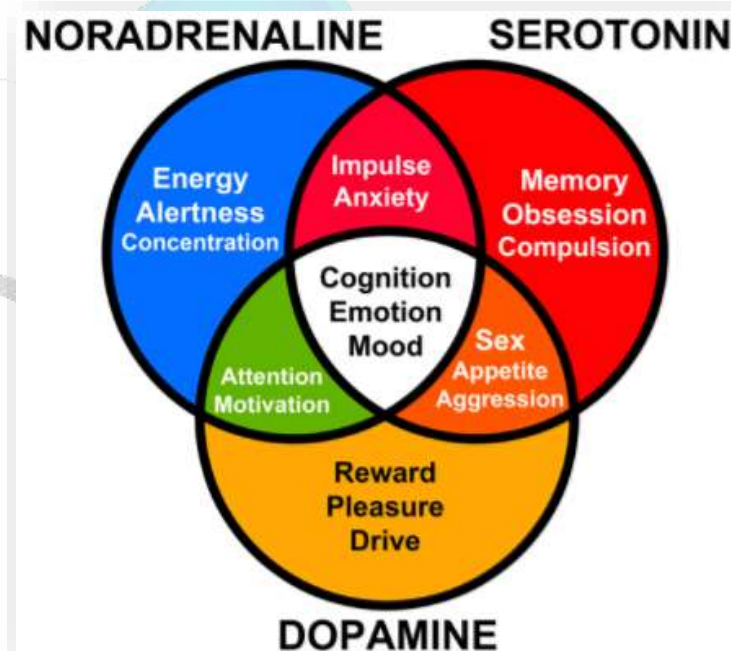 NORADRENALINE
SEROTONIN
Energy
Alertness
Concentration
Impulse
Anxiety
Memory
Obsession
Compulsion
Cognition
Emotion
Mood
Attention
Motivation
Sex
Appetite
Aggression
Reward
Pleasure
Drive
DOPAMINE